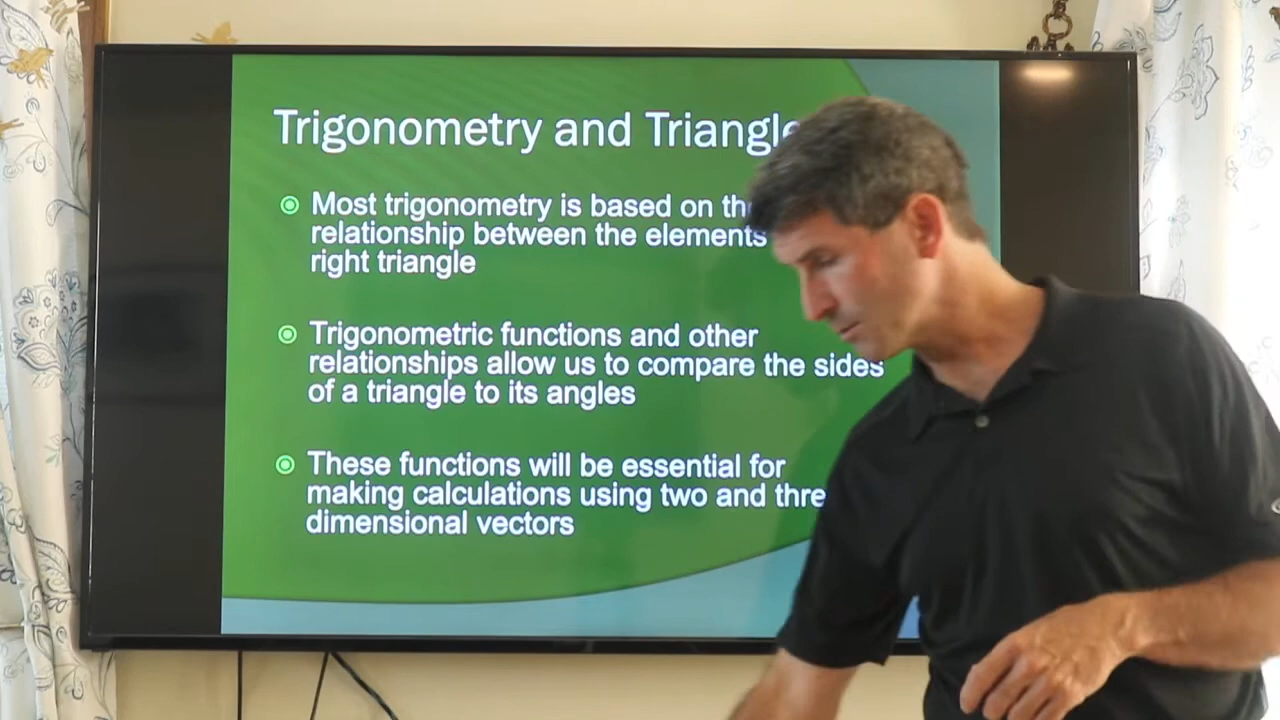 Trigonometry and Triangle
Most trigonometry is based on the
relationship between the elements
right triangle
Trigonometric functions and other
relationships allow us to compare the sides
of a triangle to its angles
These functions will be essential for
making calculations using two and thre
dimensional vectors